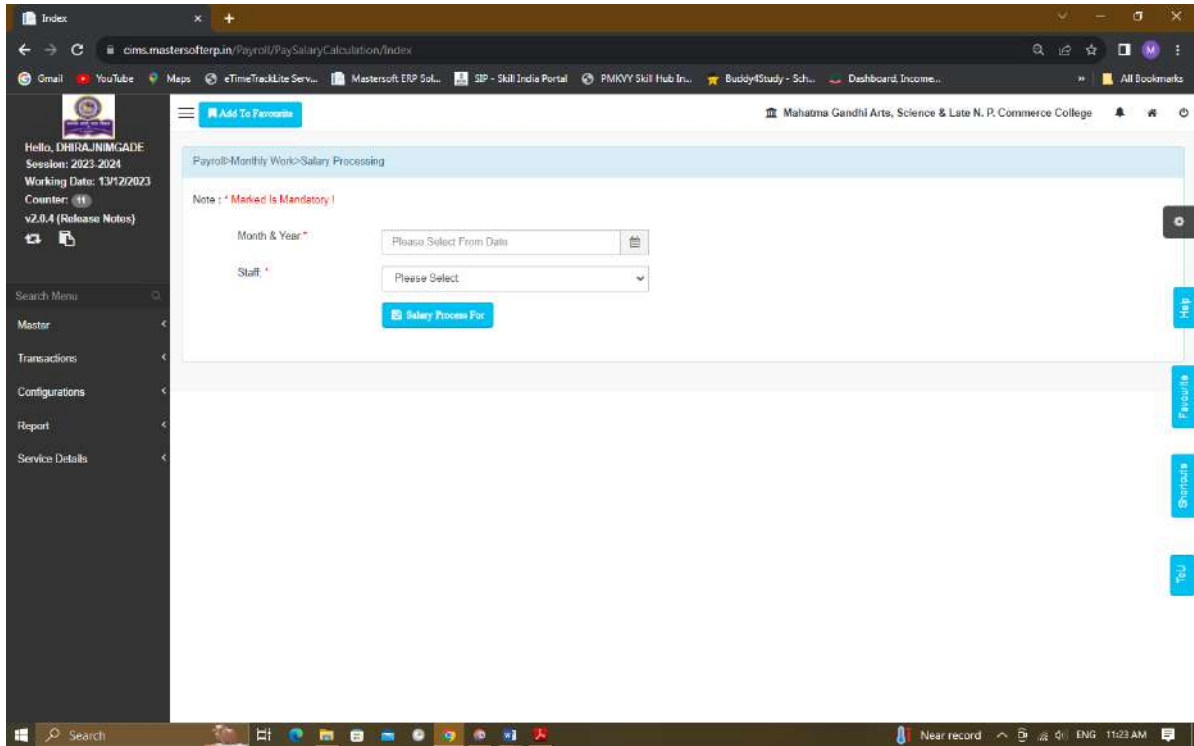 Index
cims.mastersofterp.in/Payroll/PaySalaryCalculation/Index
Gmail YouTube Maps eTimeTrackLite Serv... Mastersoft ERP Sol... SIP - Skill India Portal PMKVY Skill Hub In... Buddy4Study - Sch... Dashboard, Income... » All Bookmarks
Add To Favourite
Mahatma Gandhi Arts, Science & Late N. P. Commerce College
Hello, DHIRAJNIMGADE
Session: 2023-2024
Working Date: 13/12/2023
Counter: 11
v2.0.4 (Release Notes)
Search Menu
Master
Transactions
Configurations
Report
Service Details
Payroll>Monthly Work>Salary Processing
Note : * Marked Is Mandatory !
Month & Year *
Please Select From Date
Staff: *
Please Select
Salary Process For
Help
Favourite
Shortcuts
ToU
Search
Near record
ENG 11:23 AM